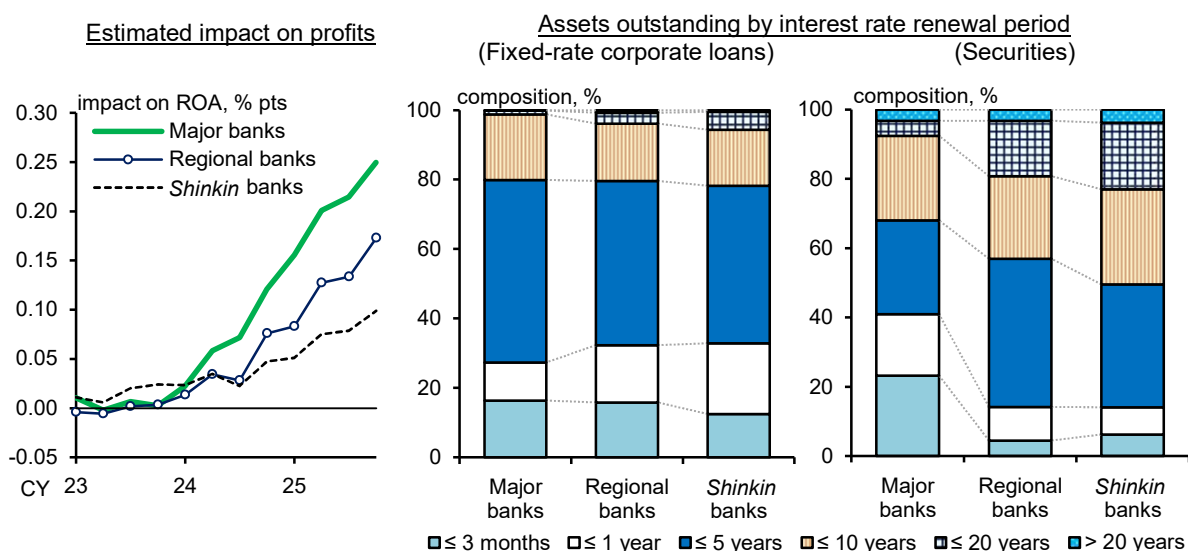 Estimated impact on profits
impact on ROA, % pts
Major banks
Regional banks
Shinkin banks
0.30
0.25
0.20
0.15
0.10
0.05
0.00
-0.05
CY
23
24
25
Assets outstanding by interest rate renewal period
(Fixed-rate corporate loans)
composition, %
100
80
60
40
20
0
Major
banks
Regional
banks
Shinkin
banks
(Securities)
composition, %
100
80
60
40
20
0
Major
banks
Regional
banks
Shinkin
banks
≤ 3 months
≤ 1 year
≤ 5 years
≤ 10 years
≤ 20 years
> 20 years